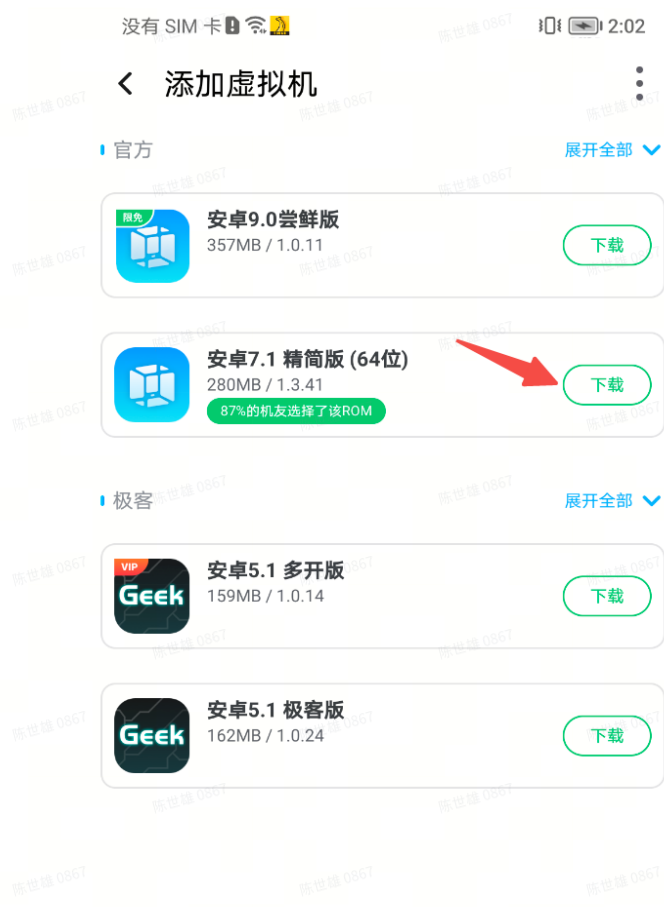 没有 SIM 卡 2:02
添加虚拟机
官方 展开全部
限免
安卓9.0尝鲜版
357MB / 1.0.11
下载
安卓7.1 精简版 (64位)
280MB / 1.3.41
87%的机友选择了该ROM
下载
极客 展开全部
VIP
Geek
安卓5.1 多开版
159MB / 1.0.14
下载
Geek
安卓5.1 极客版
162MB / 1.0.24
下载
陈世雄 0867